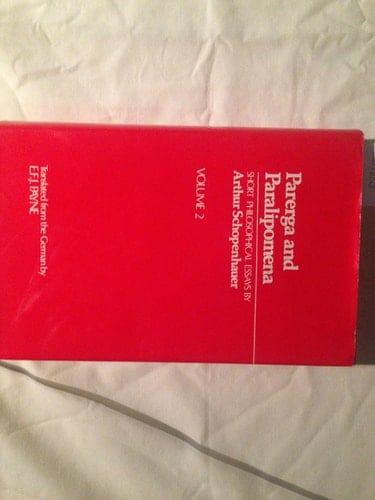 Parerga and
Paralipomena
SHORT PHILOSOPHICAL ESSAYS BY
Arthur Schopenhauer
VOLUME 2
Translated from the German by
E.F.J. PAYNE